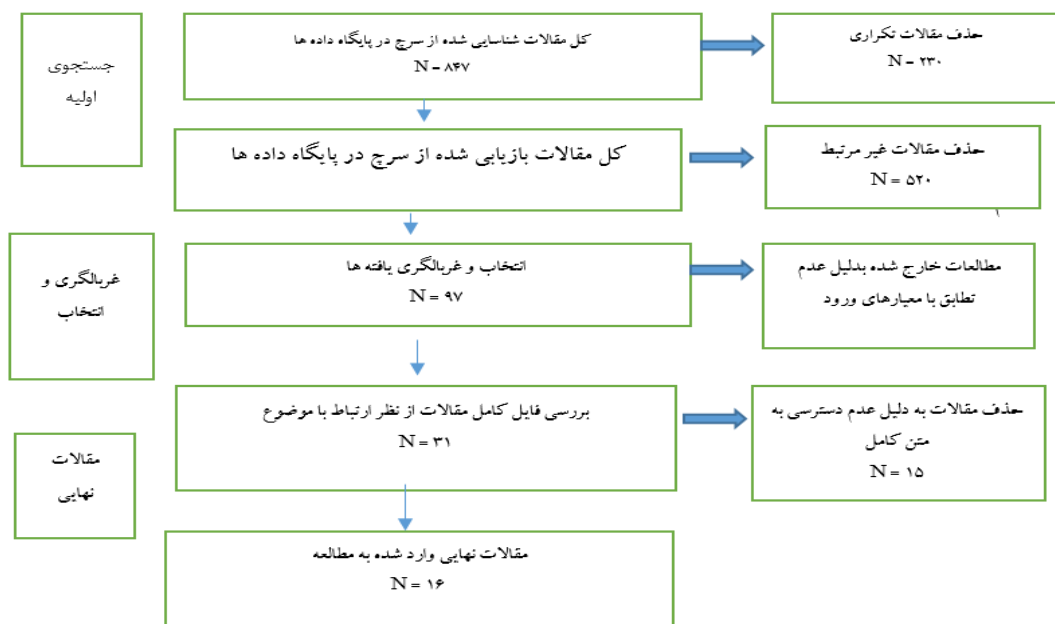 جستجوی
اولیه
کل مقالات شناسایی شده از سرچ در پایگاه داده ها
N = ۸۴۷
حذف مقالات تکراری
N = ۲۳۰
کل مقالات بازیابی شده از سرچ در پایگاه داده ها
حذف مقالات غیر مرتبط
N = ۵۲۰
غربالگری و
انتخاب
انتخاب و غربالگری یافته ها
N = ۹۷
مطالعات خارج شده بدلیل عدم
تطابق با معیارهای ورود
بررسی فایل کامل مقالات از نظر ارتباط با موضوع
N = ۳۱
حذف مقالات به دلیل عدم دسترسی به
متن کامل
N = ۱۵
مقالات
نهایی
مقالات نهایی وارد شده به مطالعه
N = ۱۶